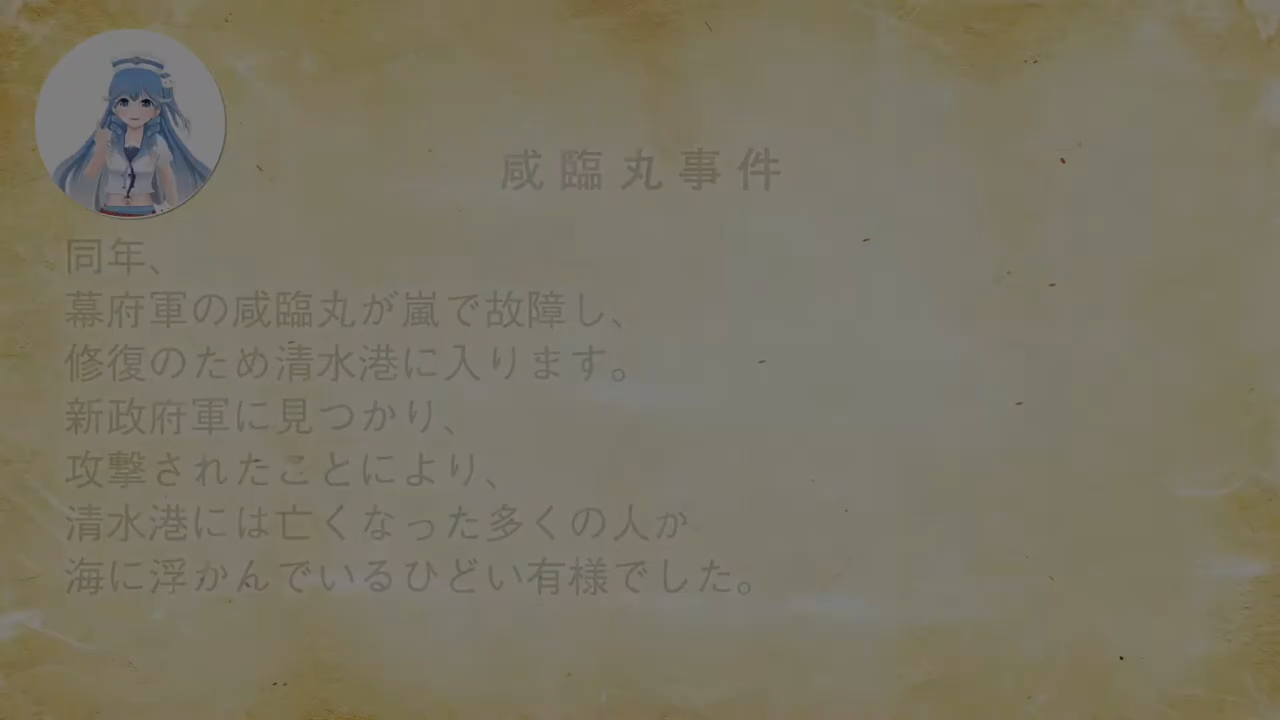 咸臨丸事件
同年、
幕府軍の咸臨丸が嵐で故障し、
修復のため清水港に入ります。
新政府軍に見つかり、
攻撃されたことにより、
清水港には亡くなった多くの人が
海に浮かんでいるひどい有様でした。